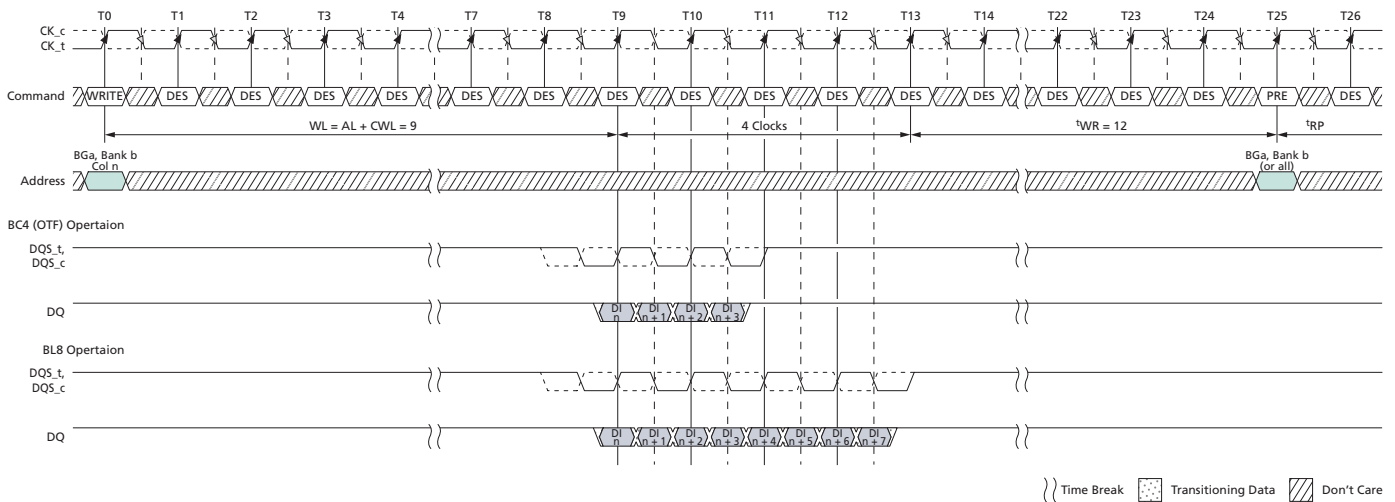 T0 T1 T2 T3 T4 T7 T8 T9 T10 T11 T12 T13 T14 T22 T23 T24 T25 T26
CK_c
CK_t
Command WRITE DES DES DES DES DES DES DES DES DES DES DES DES DES DES DES PRE DES
WL = AL + CWL = 9 4 Clocks tWR = 12 tRP
BGa, Bank b
Col n
BGa, Bank b
(or all)
Address
BC4 (OTF) Opertaion
DQS_t,
DQS_c
DQ DI n DI n + 1 DI n + 2 DI n + 3
BL8 Opertaion
DQS_t,
DQS_c
DQ DI n DI n + 1 DI n + 2 DI n + 3 DI n + 4 DI n + 5 DI n + 6 DI n + 7
Time Break Transitioning Data Don't Care